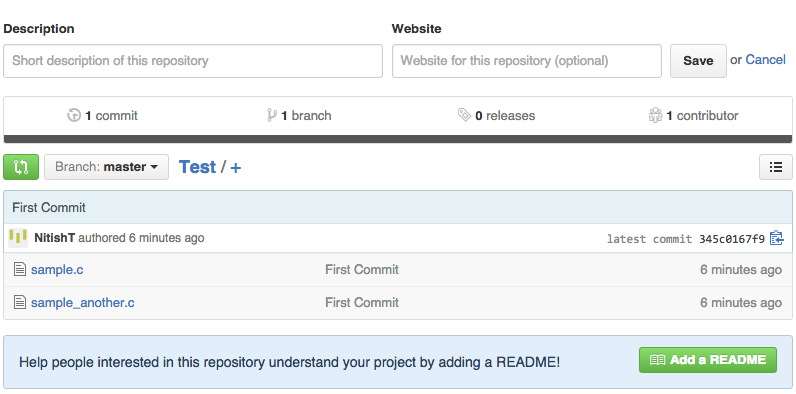 Description Website
Short description of this repository Website for this repository (optional) Save or Cancel
1 commit 1 branch 0 releases 1 contributor
Branch: master Test / +
First Commit
NitishT authored 6 minutes ago latest commit 345c0167f9
sample.c First Commit 6 minutes ago
sample_another.c First Commit 6 minutes ago
Help people interested in this repository understand your project by adding a README! Add a README